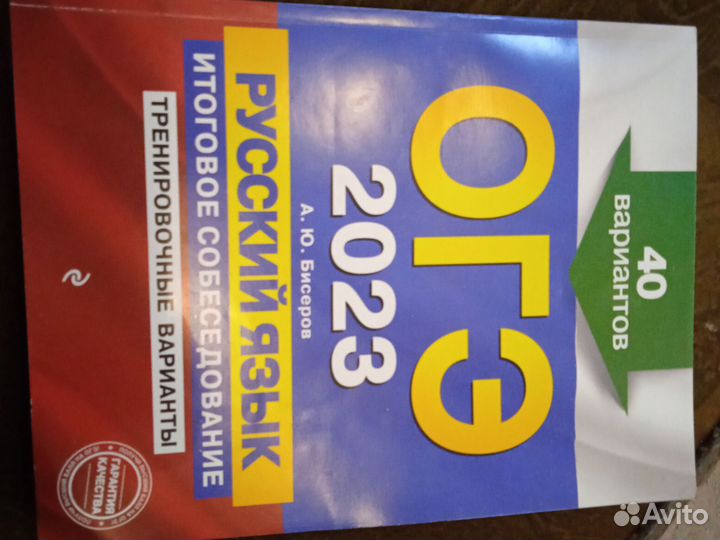 40
вариантов
ОГЭ
2023
А. Ю. Бисеров
РУССКИЙ ЯЗЫК
ИТОГОВОЕ СОБЕСЕДОВАНИЕ
ТРЕНИРОВОЧНЫЕ ВАРИАНТЫ
ГАРАНТИЯ
КАЧЕСТВА
Avito